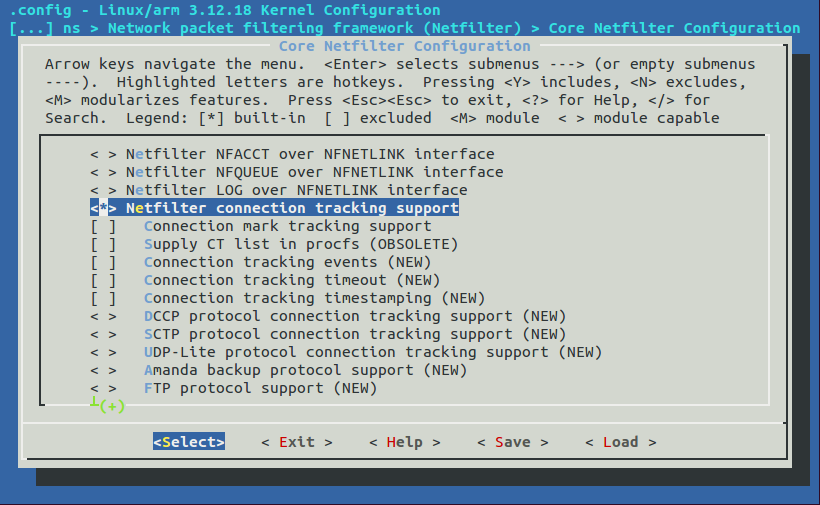 .config - Linux/arm 3.12.18 Kernel Configuration
[...] ns > Network packet filtering framework (Netfilter) > Core Netfilter Configuration
Core Netfilter Configuration
Arrow keys navigate the menu.  <Enter> selects submenus ---> (or empty submenus
----).  Highlighted letters are hotkeys.  Pressing <Y> includes, <N> excludes,
<M> modularizes features.  Press <Esc><Esc> to exit, <?> for Help, </> for
Search.  Legend: [*] built-in  [ ] excluded  <M> module  < > module capable
< > Netfilter NFACCT over NFNETLINK interface
< > Netfilter NFQUEUE over NFNETLINK interface
< > Netfilter LOG over NFNETLINK interface
<*> Netfilter connection tracking support
[ ]   Connection mark tracking support
[ ]   Supply CT list in procfs (OBSOLETE)
[ ]   Connection tracking events (NEW)
[ ]   Connection tracking timeout (NEW)
[ ]   Connection tracking timestamping (NEW)
< >   DCCP protocol connection tracking support (NEW)
< >   SCTP protocol connection tracking support (NEW)
< >   UDP-Lite protocol connection tracking support (NEW)
< >   Amanda backup protocol support (NEW)
< >   FTP protocol support (NEW)
┴(+)
<Select>    < Exit >    < Help >    < Save >    < Load >